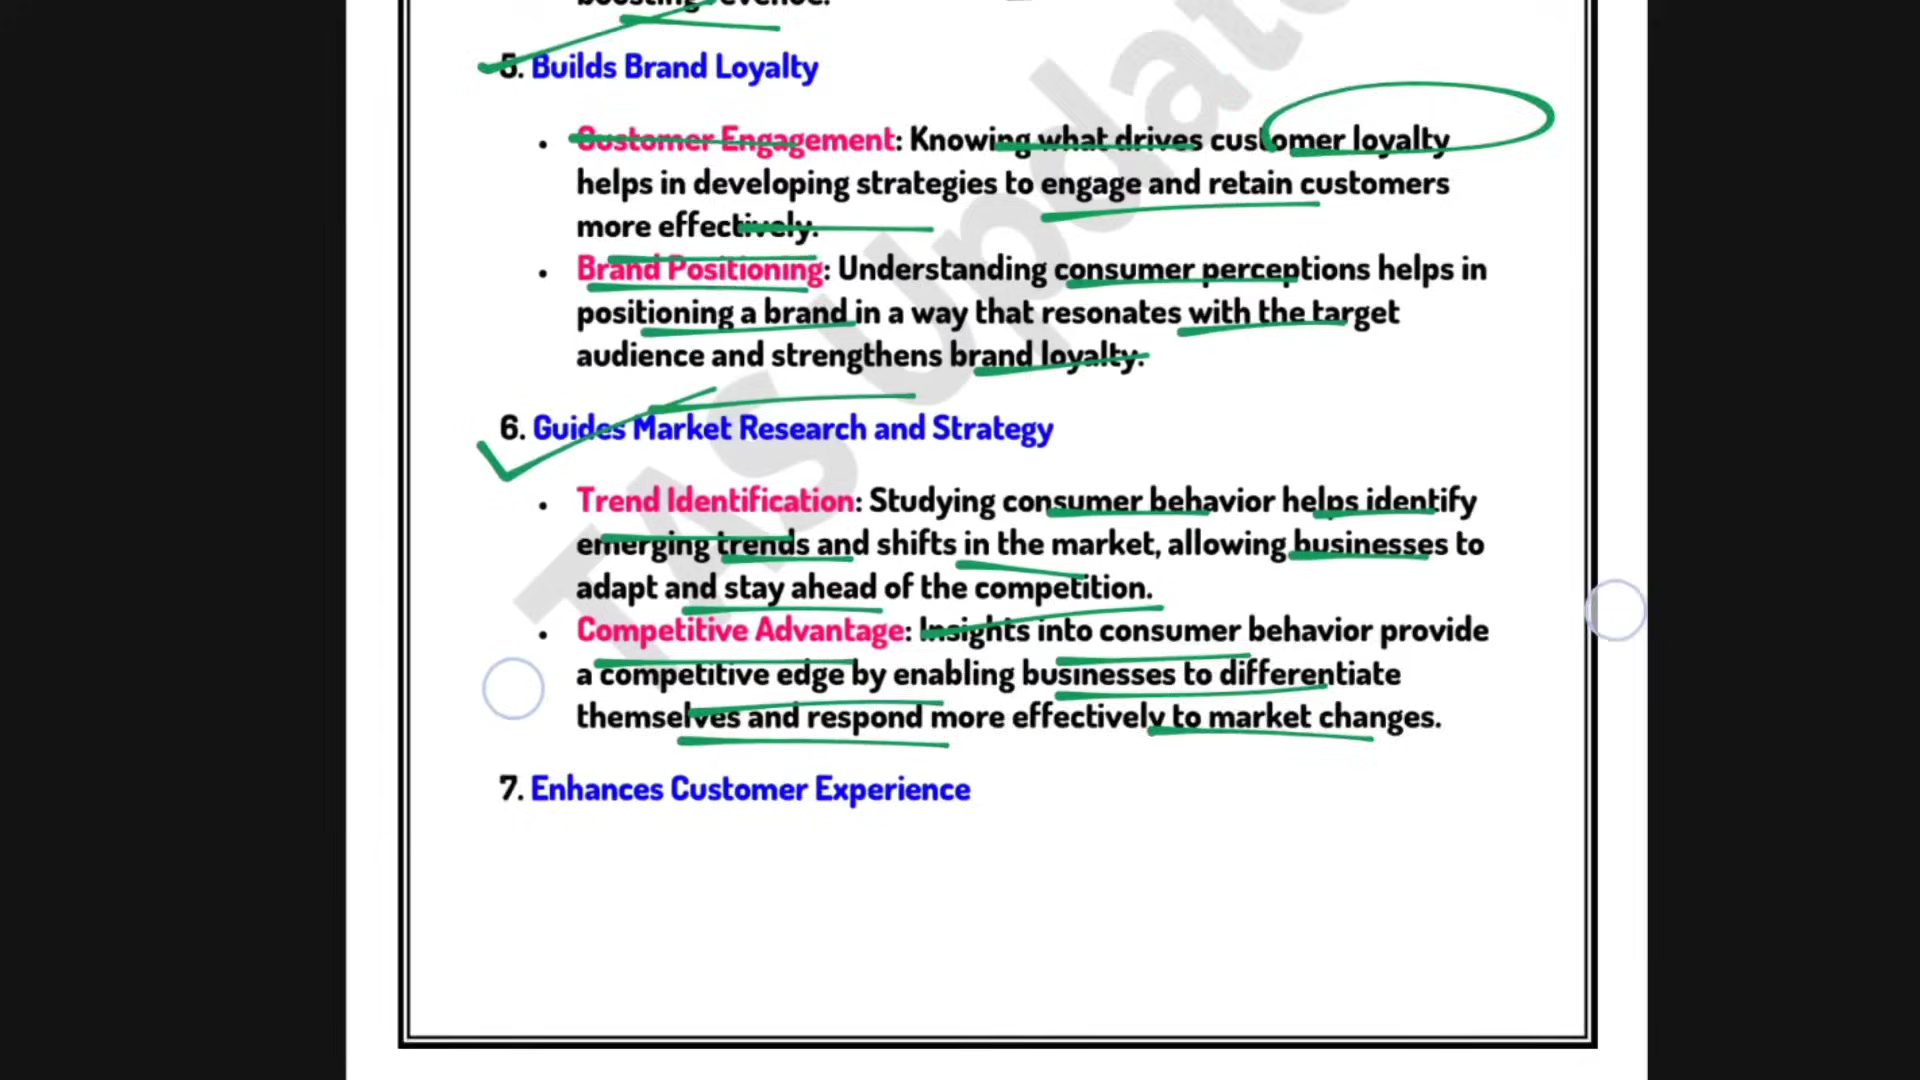 boosting revenue.
5. Builds Brand Loyalty
• Customer Engagement: Knowing what drives customer loyalty
helps in developing strategies to engage and retain customers
more effectively.
• Brand Positioning: Understanding consumer perceptions helps in
positioning a brand in a way that resonates with the target
audience and strengthens brand loyalty.
6. Guides Market Research and Strategy
• Trend Identification: Studying consumer behavior helps identify
emerging trends and shifts in the market, allowing businesses to
adapt and stay ahead of the competition.
• Competitive Advantage: Insights into consumer behavior provide
a competitive edge by enabling businesses to differentiate
themselves and respond more effectively to market changes.
7. Enhances Customer Experience
TAS Update